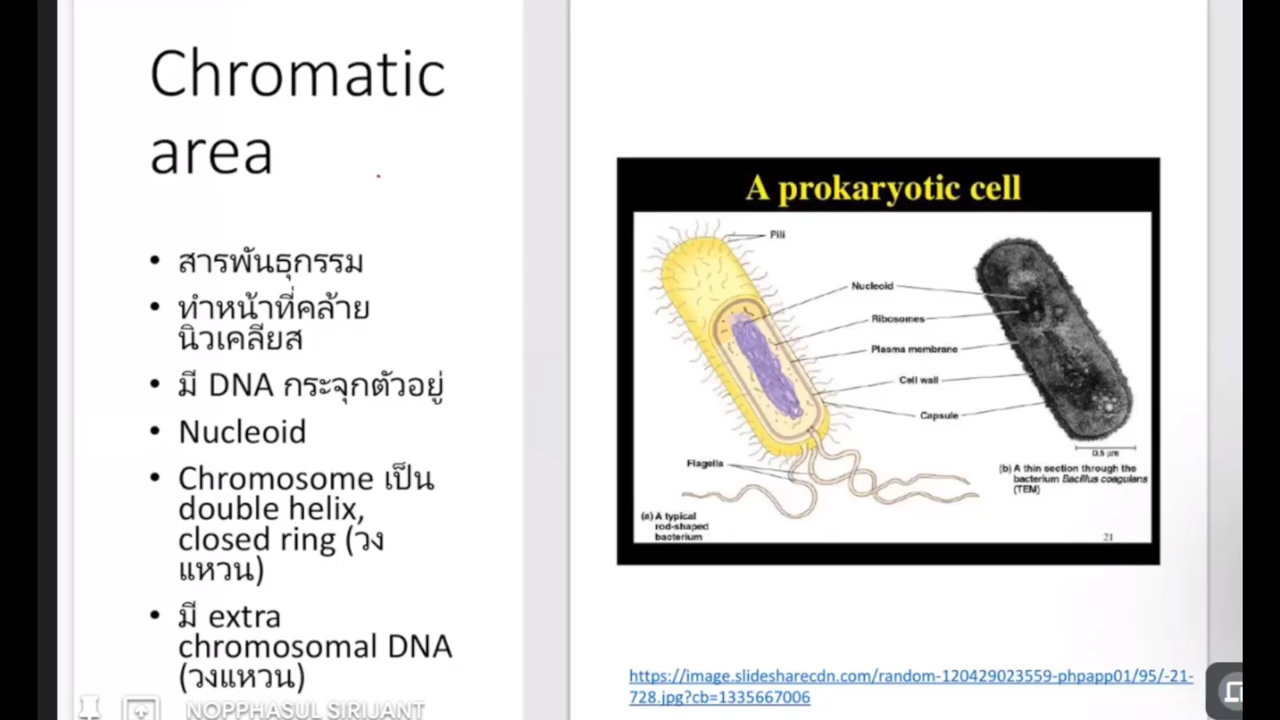 Chromatic
area
• สารพันธุกรรม
• ทำหน้าที่คล้าย
นิวเคลียส
• มี DNA กระจุกตัวอยู่
• Nucleoid
• Chromosome เป็น
double helix,
closed ring (วง
แหวน)
• มี extra
chromosomal DNA
(วงแหวน)
NOPPHASUL SIRIJANT
A prokaryotic cell
Pili
Nucleoid
Ribosomes
Plasma membrane
Cell wall
Capsule
Flagella
0.5 μm
(a) A typical
rod-shaped
bacterium
(b) A thin section through the
bacterium Bacillus coagulans
(TEM)
21
https://image.slidesharecdn.com/random-120429023559-phpapp01/95/-21-
728.jpg?cb=1335667006